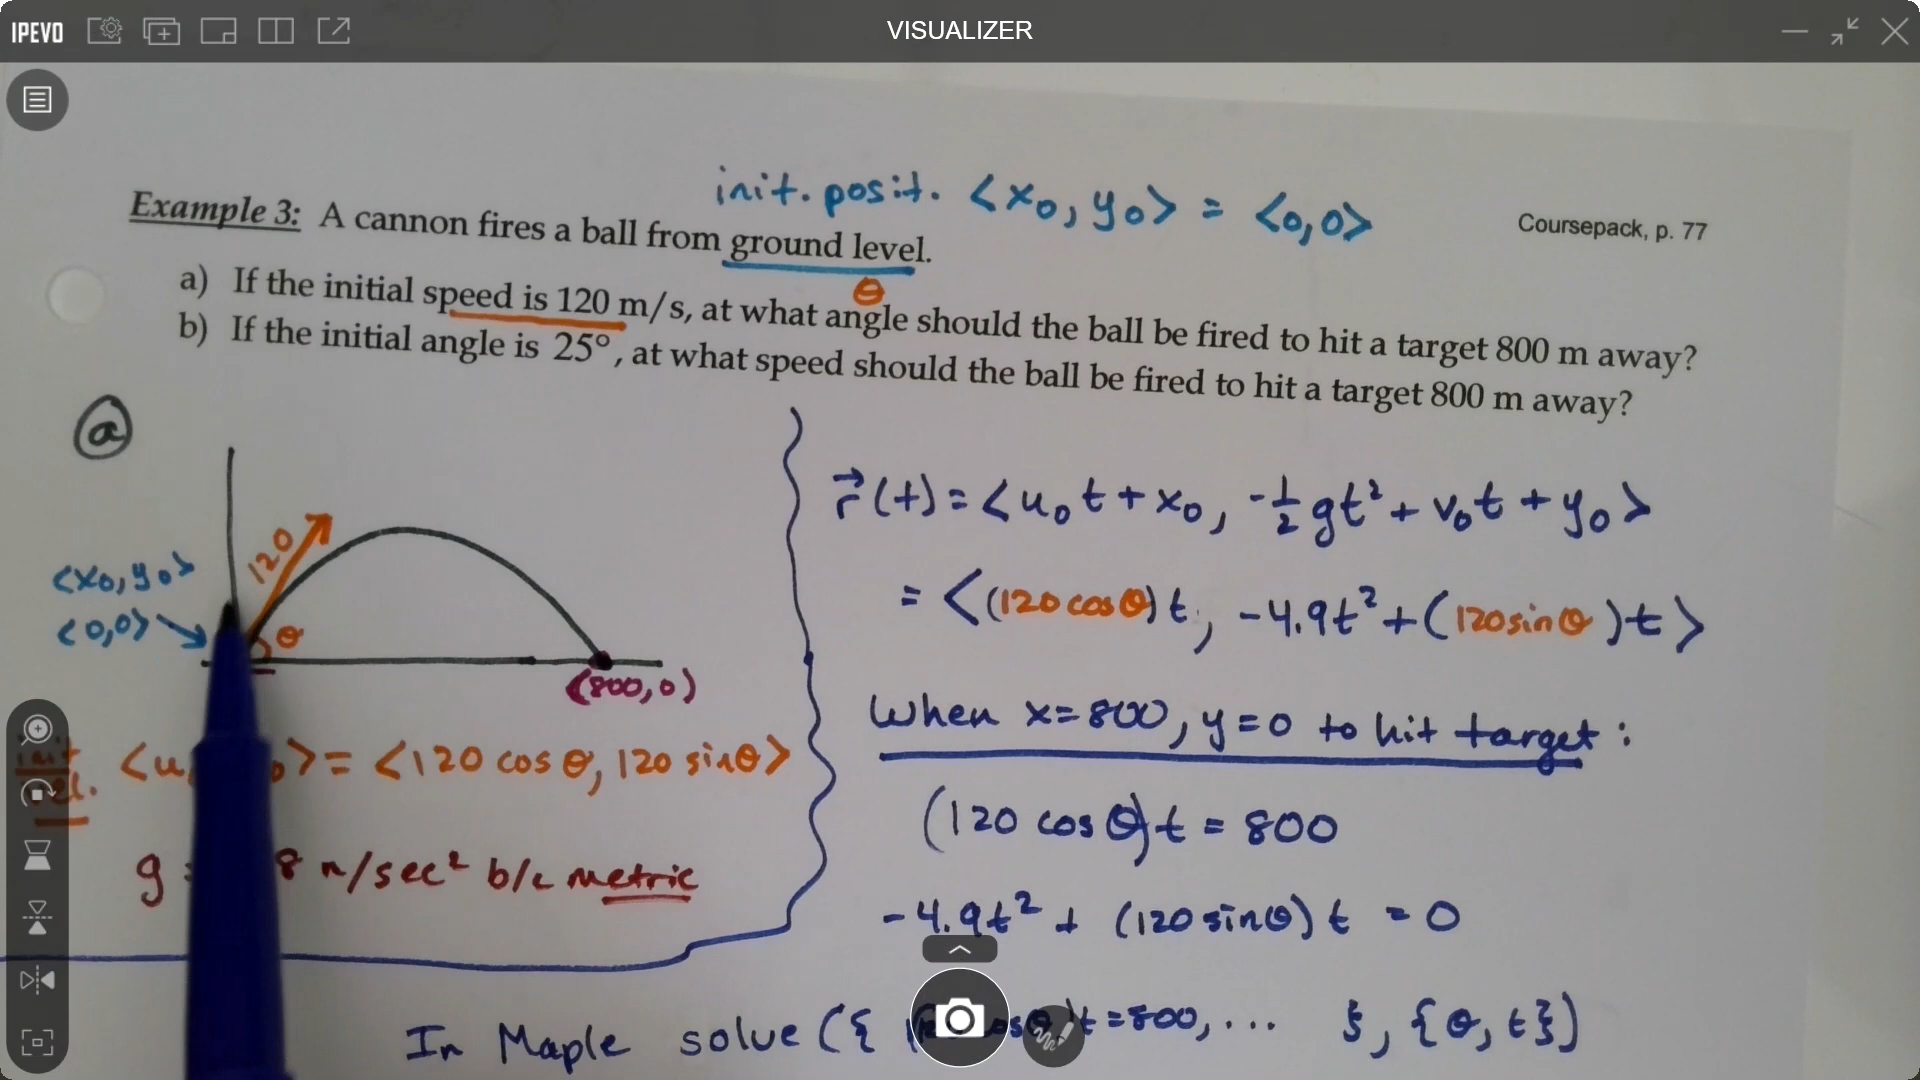 IPEVO
VISUALIZER
init. posit. <x₀, y₀> = <0,0>
Example 3: A cannon fires a ball from ground level.
Coursepack, p. 77
θ
a) If the initial speed is 120 m/s, at what angle should the ball be fired to hit a target 800 m away?
b) If the initial angle is 25°, at what speed should the ball be fired to hit a target 800 m away?
a
120
<x₀, y₀>
<0,0>
θ
(800,0)
<u >= <120 cos θ, 120 sinθ>
g 8 m/sec² b/c metric
r⃗(t) = <u₀t + x₀, -½gt² + v₀t + y₀>
= <(120 cos θ)t, -4.9t² + (120 sin θ)t>
When x=800, y=0 to hit target:
(120 cos θ)t = 800
-4.9t² + (120 sin θ) t = 0
In Maple solve ({ t=800, ... }, {θ, t})